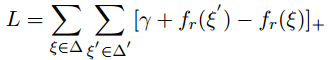 L = ∑_{ξ∈Δ} ∑_{ξ′∈Δ′} [γ + f_r(ξ′) − f_r(ξ)]_+